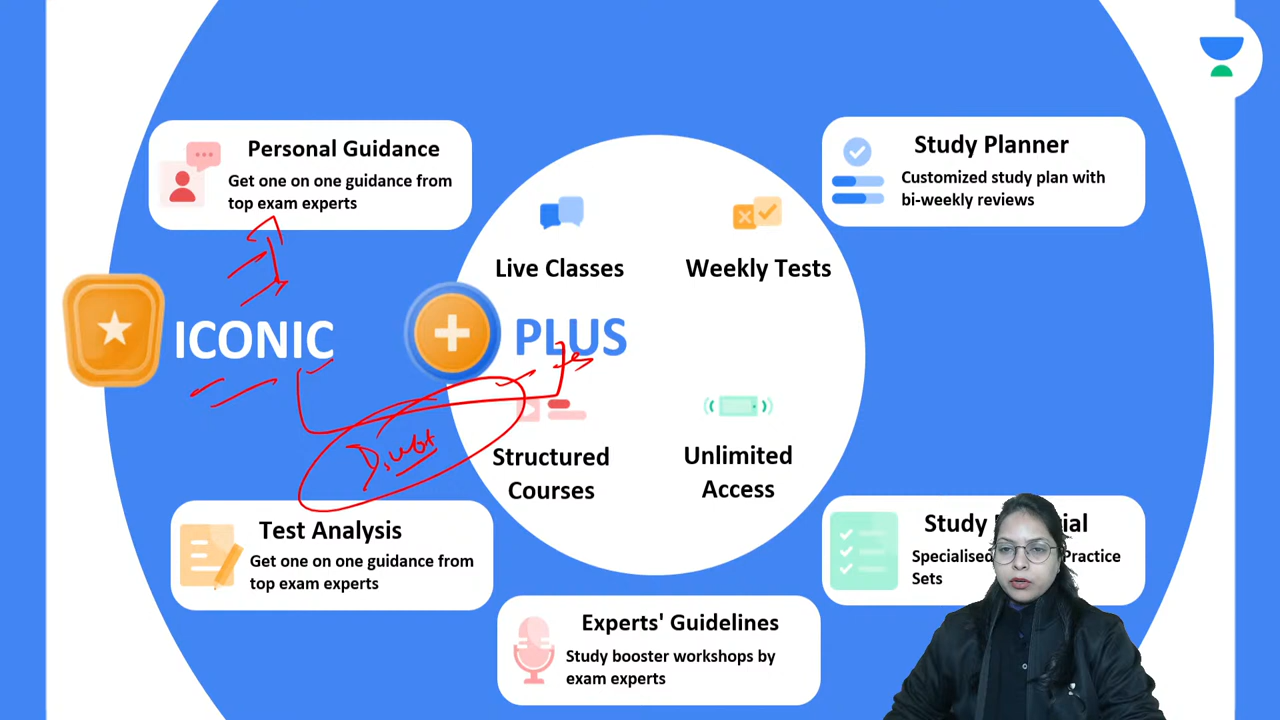 Personal Guidance
Get one on one guidance from
top exam experts
Study Planner
Customized study plan with
bi-weekly reviews
Live Classes
Weekly Tests
ICONIC
PLUS
Doubt
Structured
Courses
Unlimited
Access
Test Analysis
Get one on one guidance from
top exam experts
Study
Specialised Practice
Sets
Experts' Guidelines
Study booster workshops by
exam experts